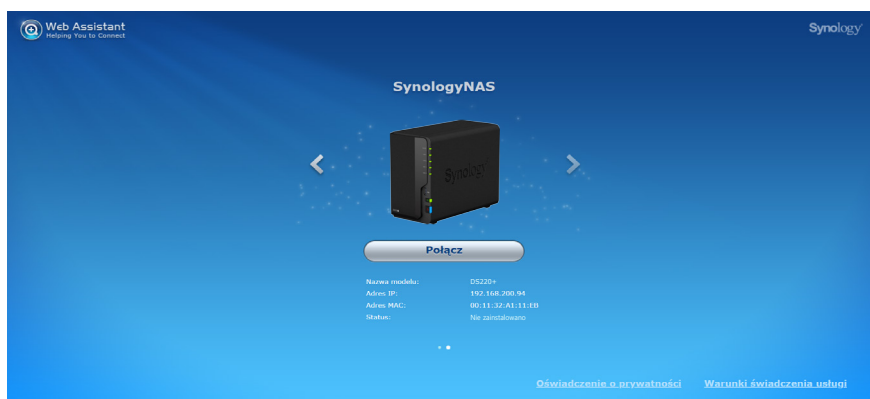 Web Assistant
Helping You to Connect
Synology
SynologyNAS
Synology
Połącz
Nazwa modelu: DS220+
Adres IP: 192.168.200.94
Adres MAC: 00:11:32:A1:11:EB
Status: Nie zainstalowano
Oświadczenie o prywatności Warunki świadczenia usługi